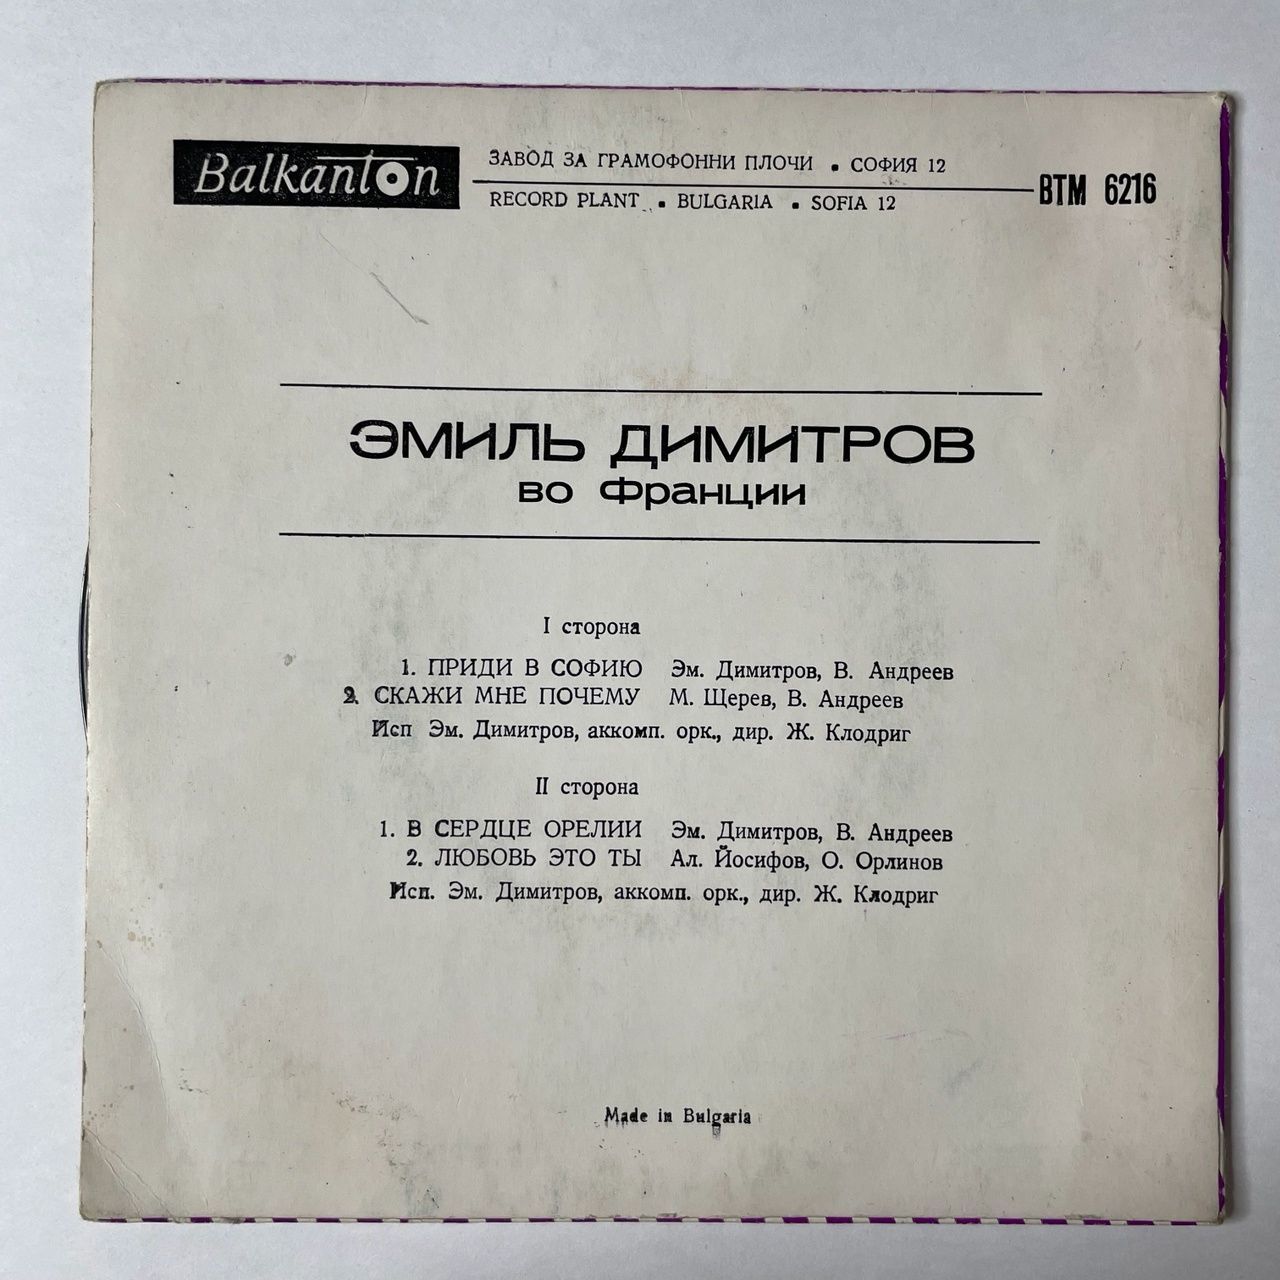 Balkanton
ЗАВОД ЗА ГРАМОФОННИ ПЛОЧИ ▪ СОФИЯ 12
RECORD PLANT ▪ BULGARIA ▪ SOFIA 12
ВТМ 6216
ЭМИЛЬ ДИМИТРОВ
во Франции
I сторона
1. ПРИДИ В СОФИЮ Эм. Димитров, В. Андреев
2. СКАЖИ МНЕ ПОЧЕМУ М. Щерев, В. Андреев
Исп Эм. Димитров, аккомп. орк., дир. Ж. Клодриг
II сторона
1. В СЕРДЦЕ ОРЕЛИИ Эм. Димитров, В. Андреев
2. ЛЮБОВЬ ЭТО ТЫ Ал. Йосифов, О. Орлинов
Исп. Эм. Димитров, аккомп. орк., дир. Ж. Клодриг
Made in Bulgaria